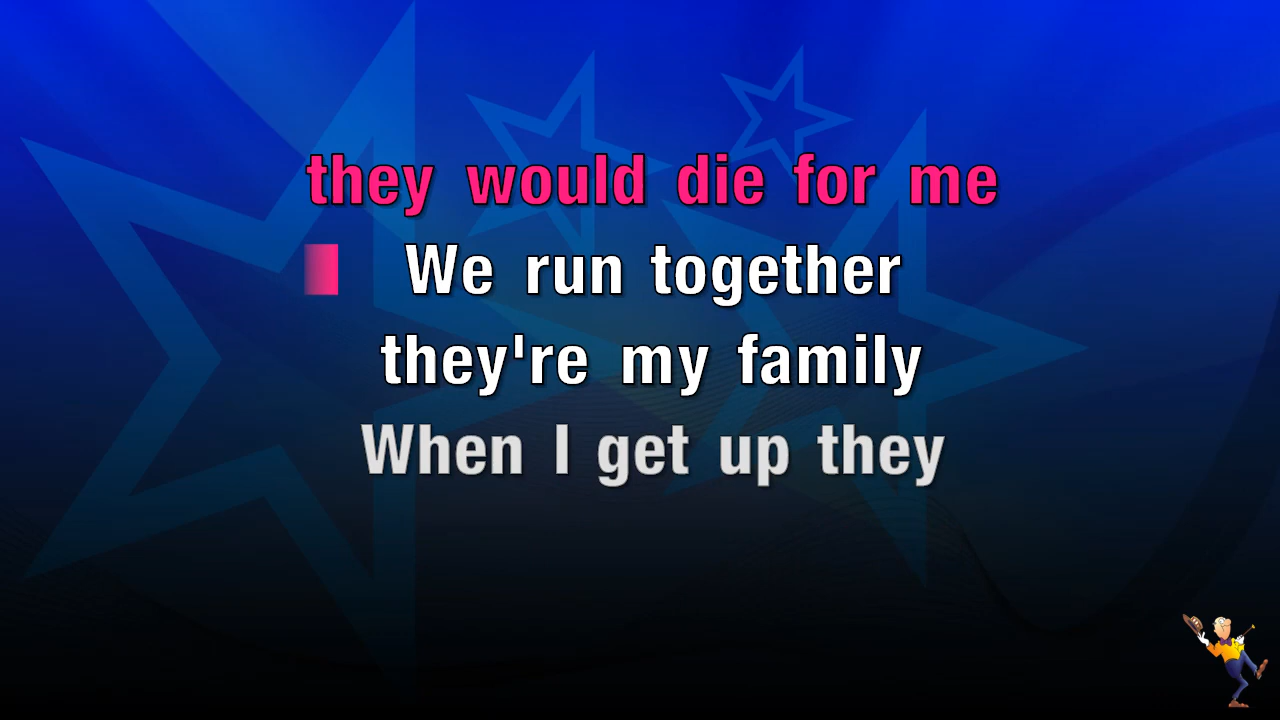 they would die for me
We run together
they're my family
When I get up they